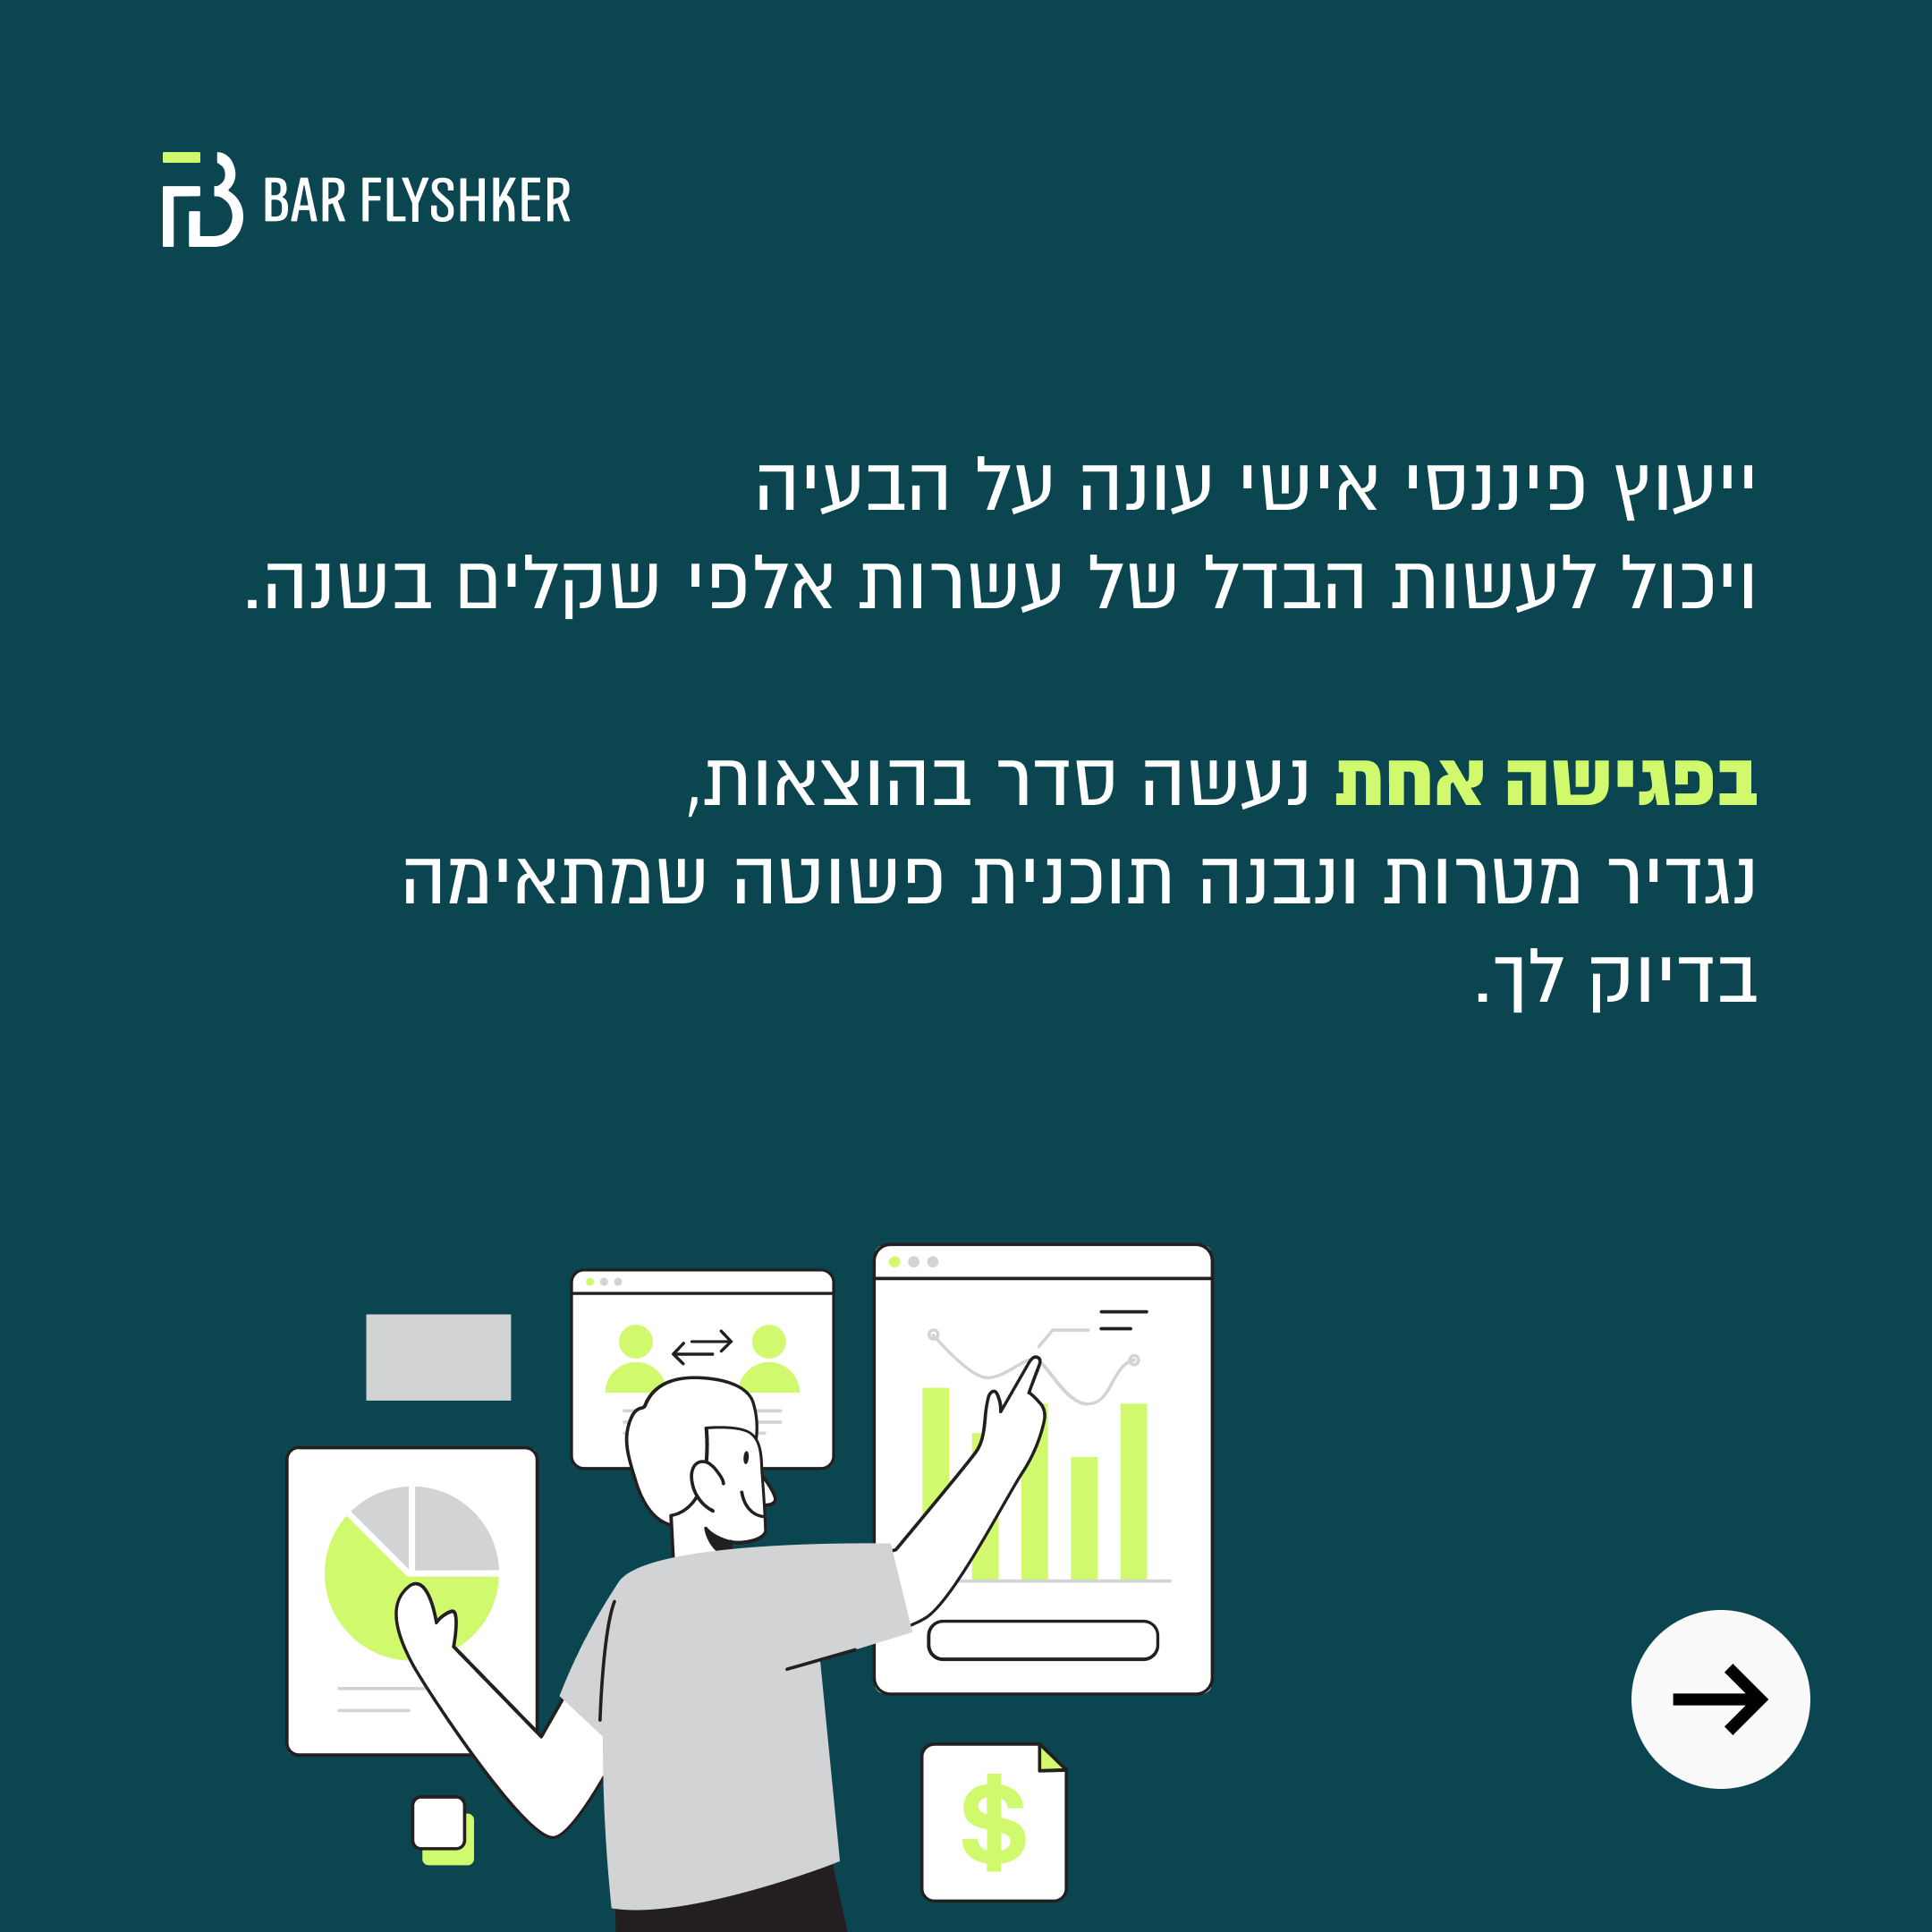 BAR FLYSHHKER
ייעוץ פיננסי אישי עונה על הבעיה
ויכול לעשות הבדל של עשרות אלפי שקלים בשנה.
בפגישה אחת נעשה סדר בהוצאות,
נגדיר מטרות ונבנה תוכנית פשוטה שמתאימה
בדיוק לך.
$